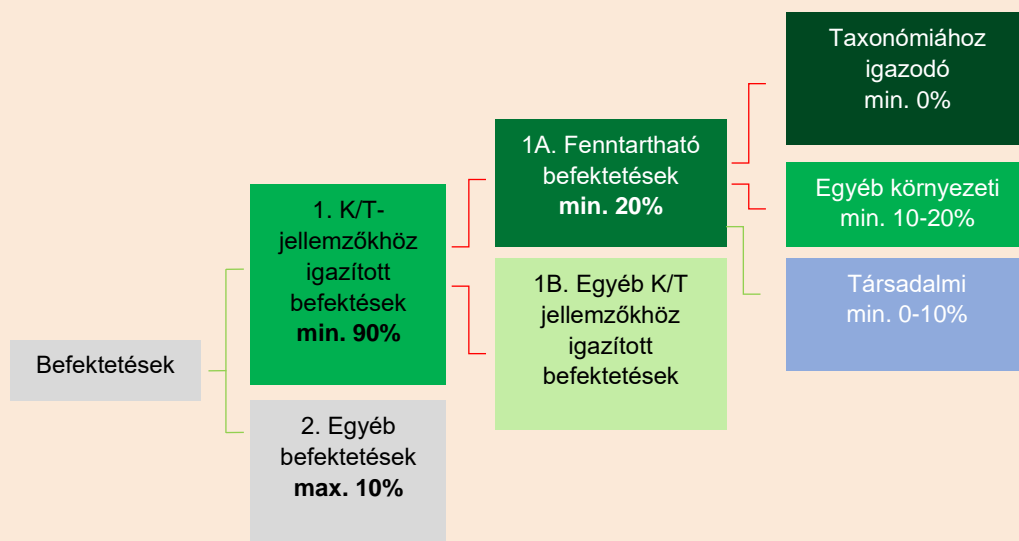 Befektetések
1. K/T-
jellemzőkhöz
igazított
befektések
min. 90%
2. Egyéb
befektetések
max. 10%
1A. Fenntartható
befektetések
min. 20%
1B. Egyéb K/T
jellemzőkhöz
igazított
befektetések
Taxonómiához
igazodó
min. 0%
Egyéb környezeti
min. 10-20%
Társadalmi
min. 0-10%